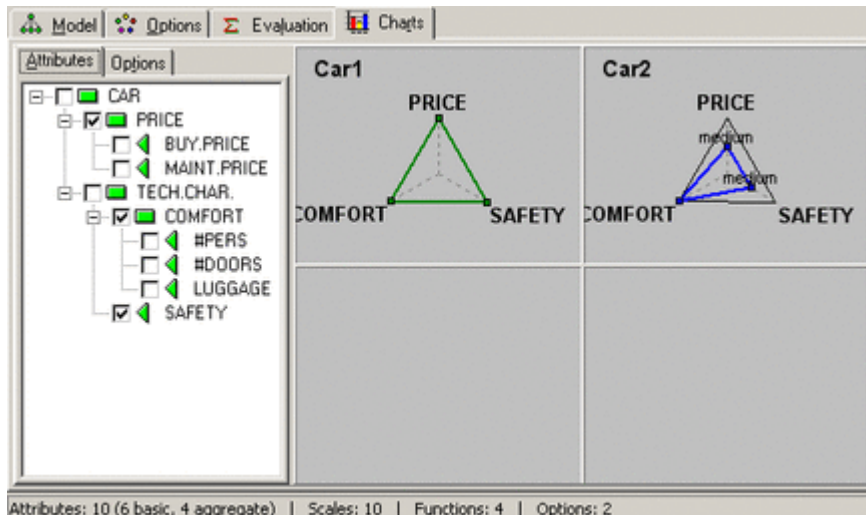 Model Options Evaluation Charts
Attributes Options
CAR
PRICE
BUY.PRICE
MAINT.PRICE
TECH.CHAR.
COMFORT
#PERS
#DOORS
LUGGAGE
SAFETY
Car1
PRICE
COMFORT SAFETY
Car2
PRICE
medium
medium
COMFORT SAFETY
Attributes: 10 (6 basic, 4 aggregate) | Scales: 10 | Functions: 4 | Options: 2